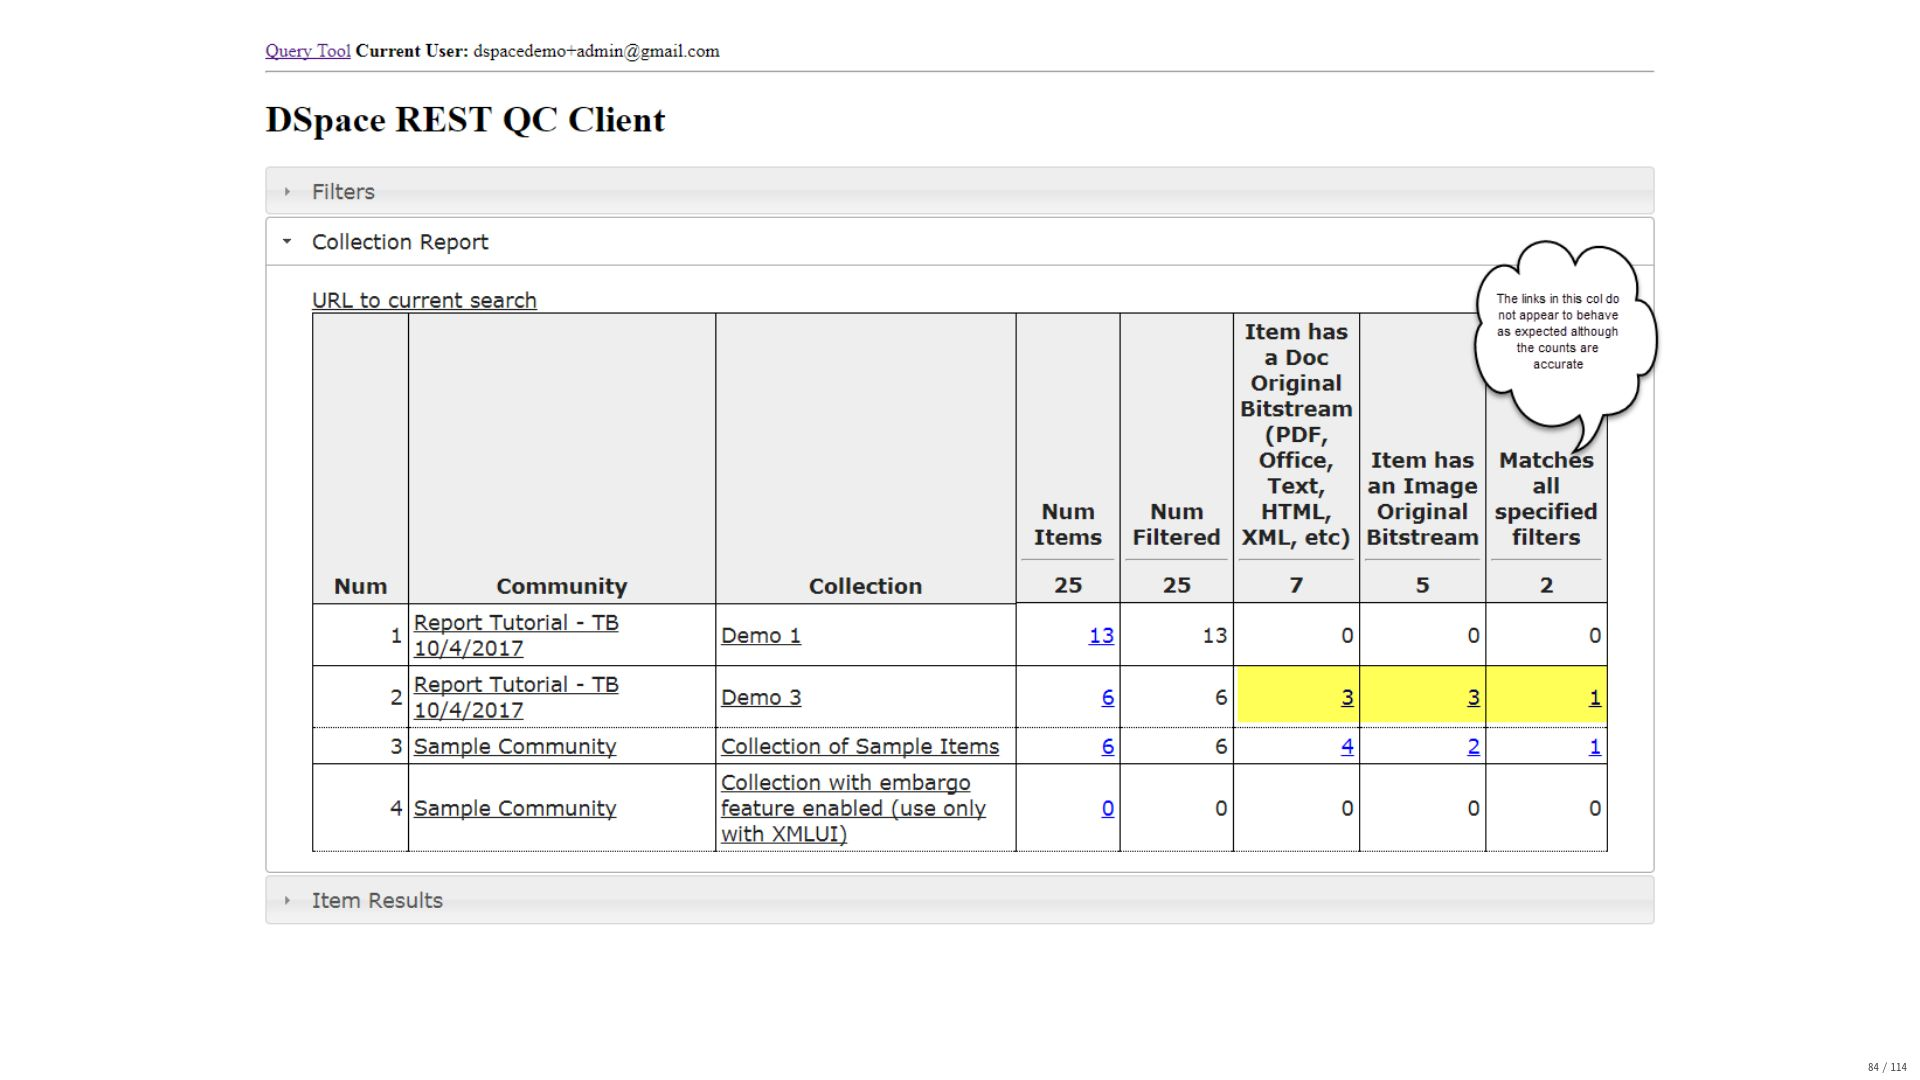 Query Tool Current User: dspacedemo+admin@gmail.com
DSpace REST QC Client
Filters
Collection Report
URL to current search
The links in this col do
not appear to behave
as expected although
the counts are
accurate
Num
Community
Collection
Num
Items
25
Num
Filtered
25
Item has
a Doc
Original
Bitstream
(PDF,
Office,
Text,
HTML,
XML, etc)
7
Item has
an Image
Original
Bitstream
5
Matches
all
specified
filters
2
1 Report Tutorial - TB 10/4/2017 Demo 1 13 13 0 0 0
2 Report Tutorial - TB 10/4/2017 Demo 3 6 6 3 3 1
3 Sample Community Collection of Sample Items 6 6 4 2 1
4 Sample Community Collection with embargo feature enabled (use only with XMLUI) 0 0 0 0 0
Item Results
84 / 114